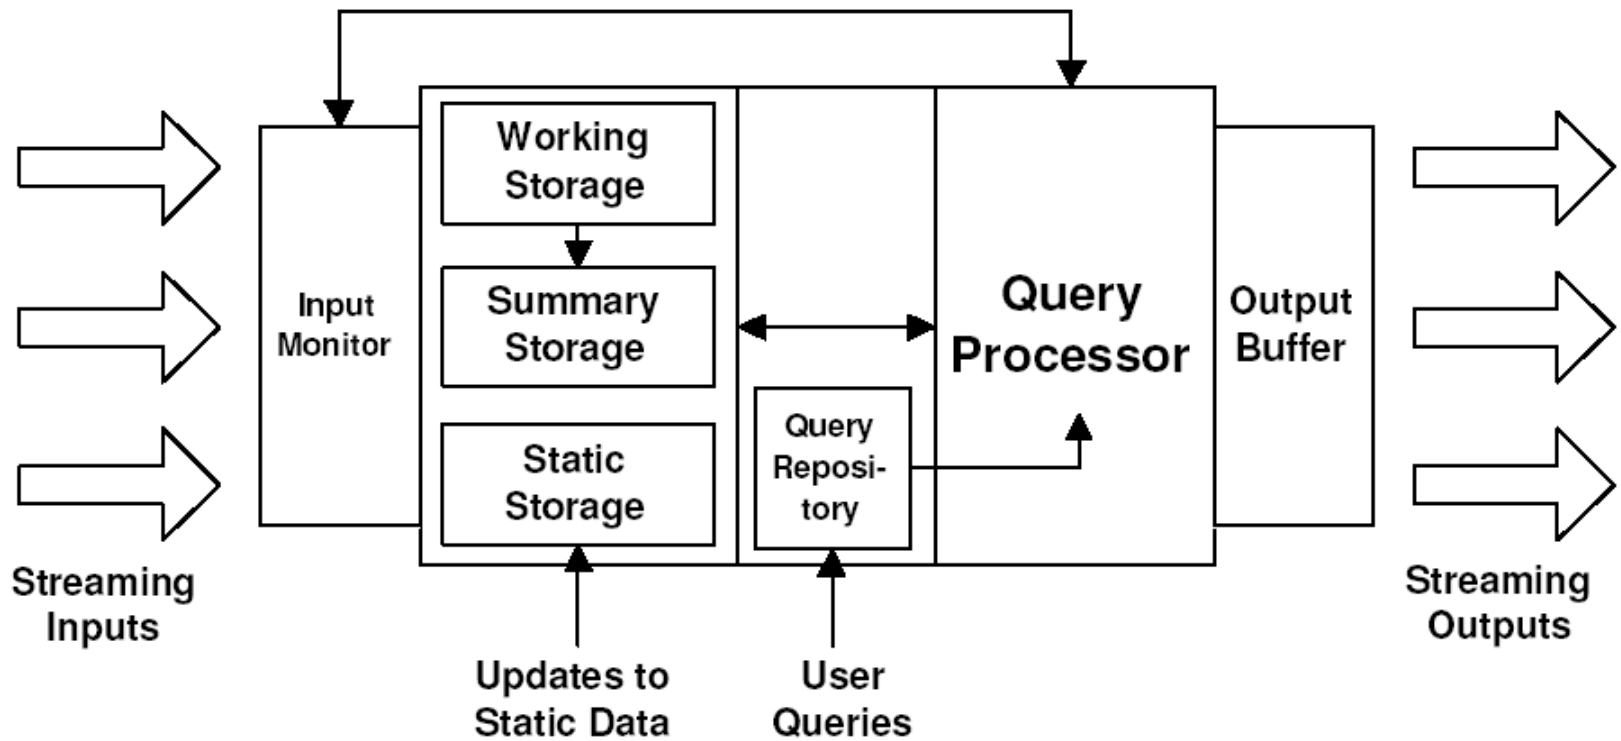 Working
Storage
Summary
Storage
Static
Storage
Input
Monitor
Query
Processor
Query
Reposi-
tory
Output
Buffer
Streaming
Inputs
Updates to
Static Data
User
Queries
Streaming
Outputs